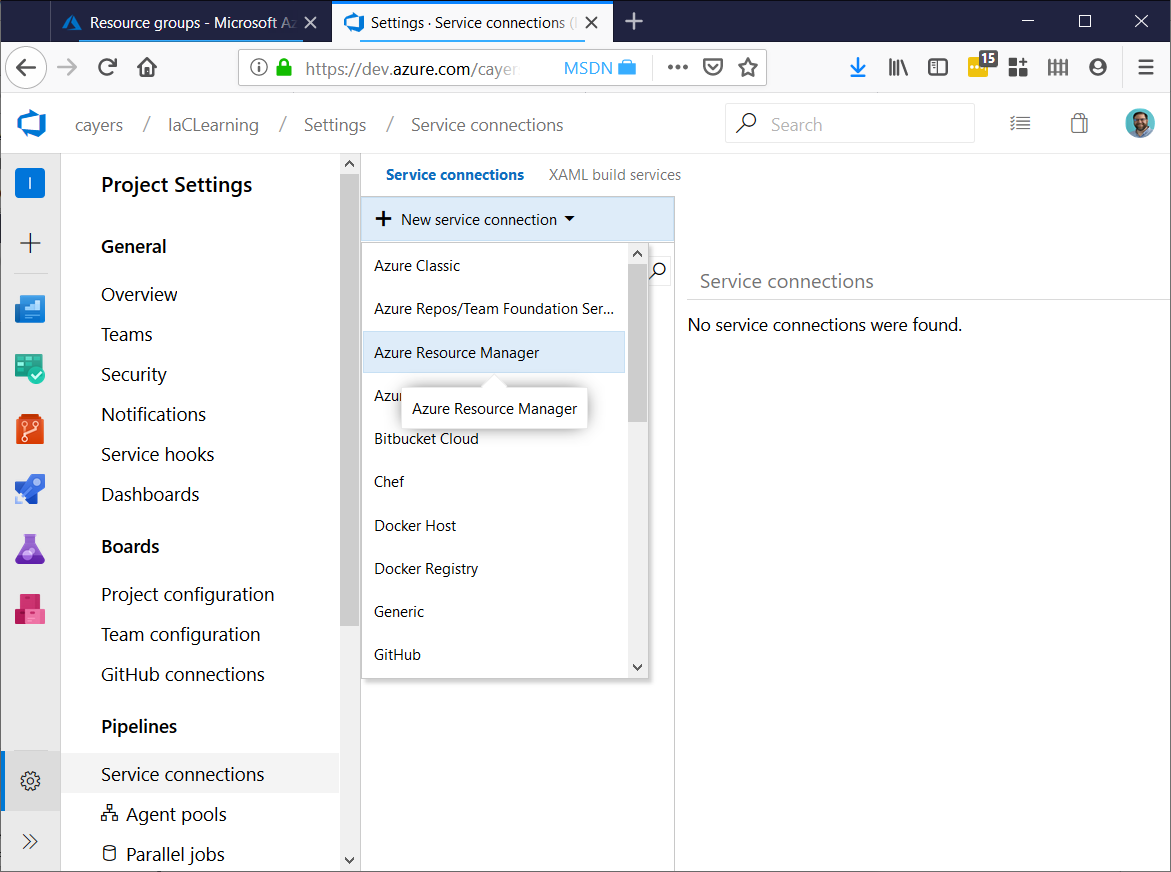 Resource groups - Microsoft Az
Settings · Service connections (
https://dev.azure.com/cayer
MSDN
15
cayers / IaCLearning / Settings / Service connections
Search
I
Project Settings
General
Overview
Teams
Security
Notifications
Service hooks
Dashboards
Boards
Project configuration
Team configuration
GitHub connections
Pipelines
Service connections
Agent pools
Parallel jobs
Service connections
XAML build services
New service connection
Azure Classic
Azure Repos/Team Foundation Ser...
Azure Resource Manager
Azure Resource Manager
Bitbucket Cloud
Chef
Docker Host
Docker Registry
Generic
GitHub
Service connections
No service connections were found.